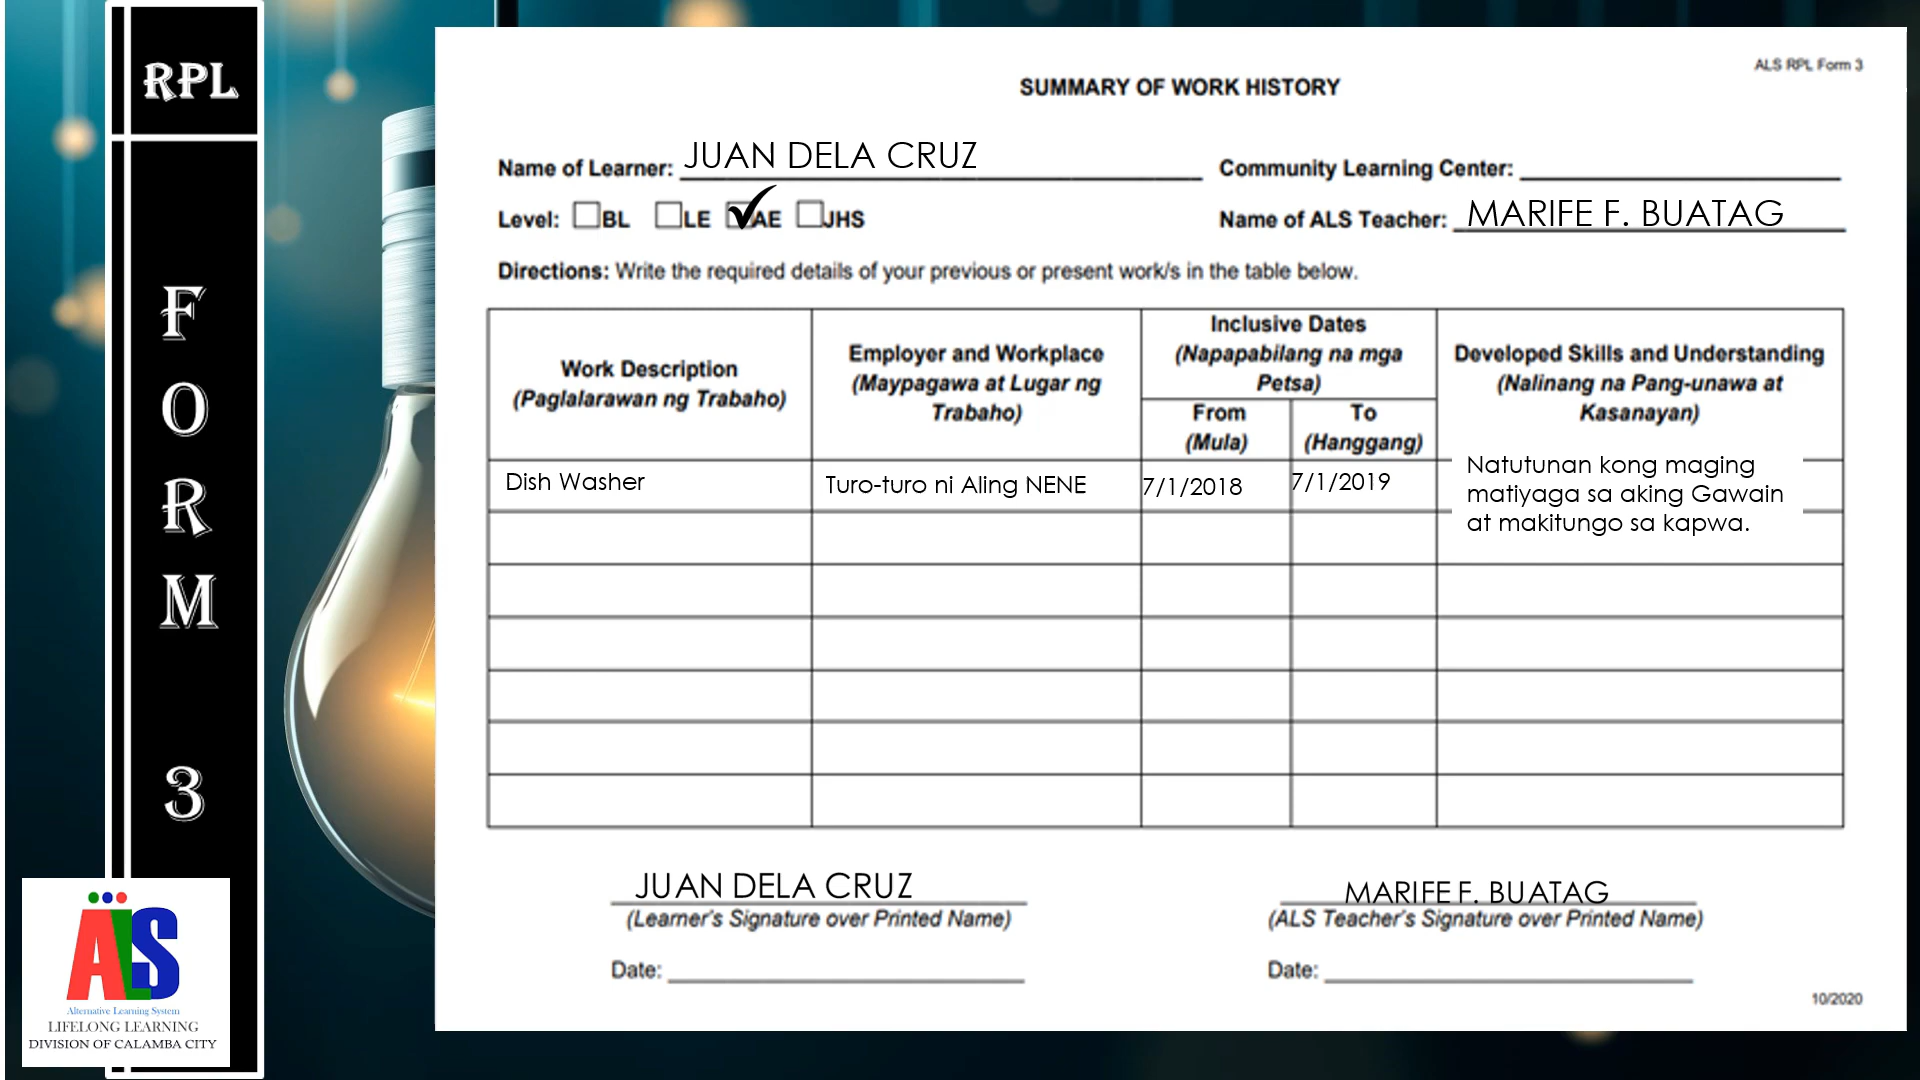 RPL
FORM 3
ALS RPL Form 3
SUMMARY OF WORK HISTORY
Name of Learner: JUAN DELA CRUZ
Community Learning Center:
Level: BL LE AE JHS
Name of ALS Teacher: MARIFE F. BUATAG
Directions: Write the required details of your previous or present work/s in the table below.
Work Description
(Paglalarawan ng Trabaho)
Employer and Workplace
(Maypagawa at Lugar ng
Trabaho)
Inclusive Dates
(Napapabilang na mga
Petsa)
From
(Mula)
To
(Hanggang)
Developed Skills and Understanding
(Nalinang na Pang-unawa at
Kasanayan)
Dish Washer
Turo-turo ni Aling NENE
7/1/2018
7/1/2019
Natutunan kong maging
matiyaga sa aking Gawain
at makitungo sa kapwa.
JUAN DELA CRUZ
(Learner's Signature over Printed Name)
Date:
MARIFE F. BUATAG
(ALS Teacher's Signature over Printed Name)
Date:
10/2020
ALS
Alternative Learning System
LIFELONG LEARNING
DIVISION OF CALAMBA CITY